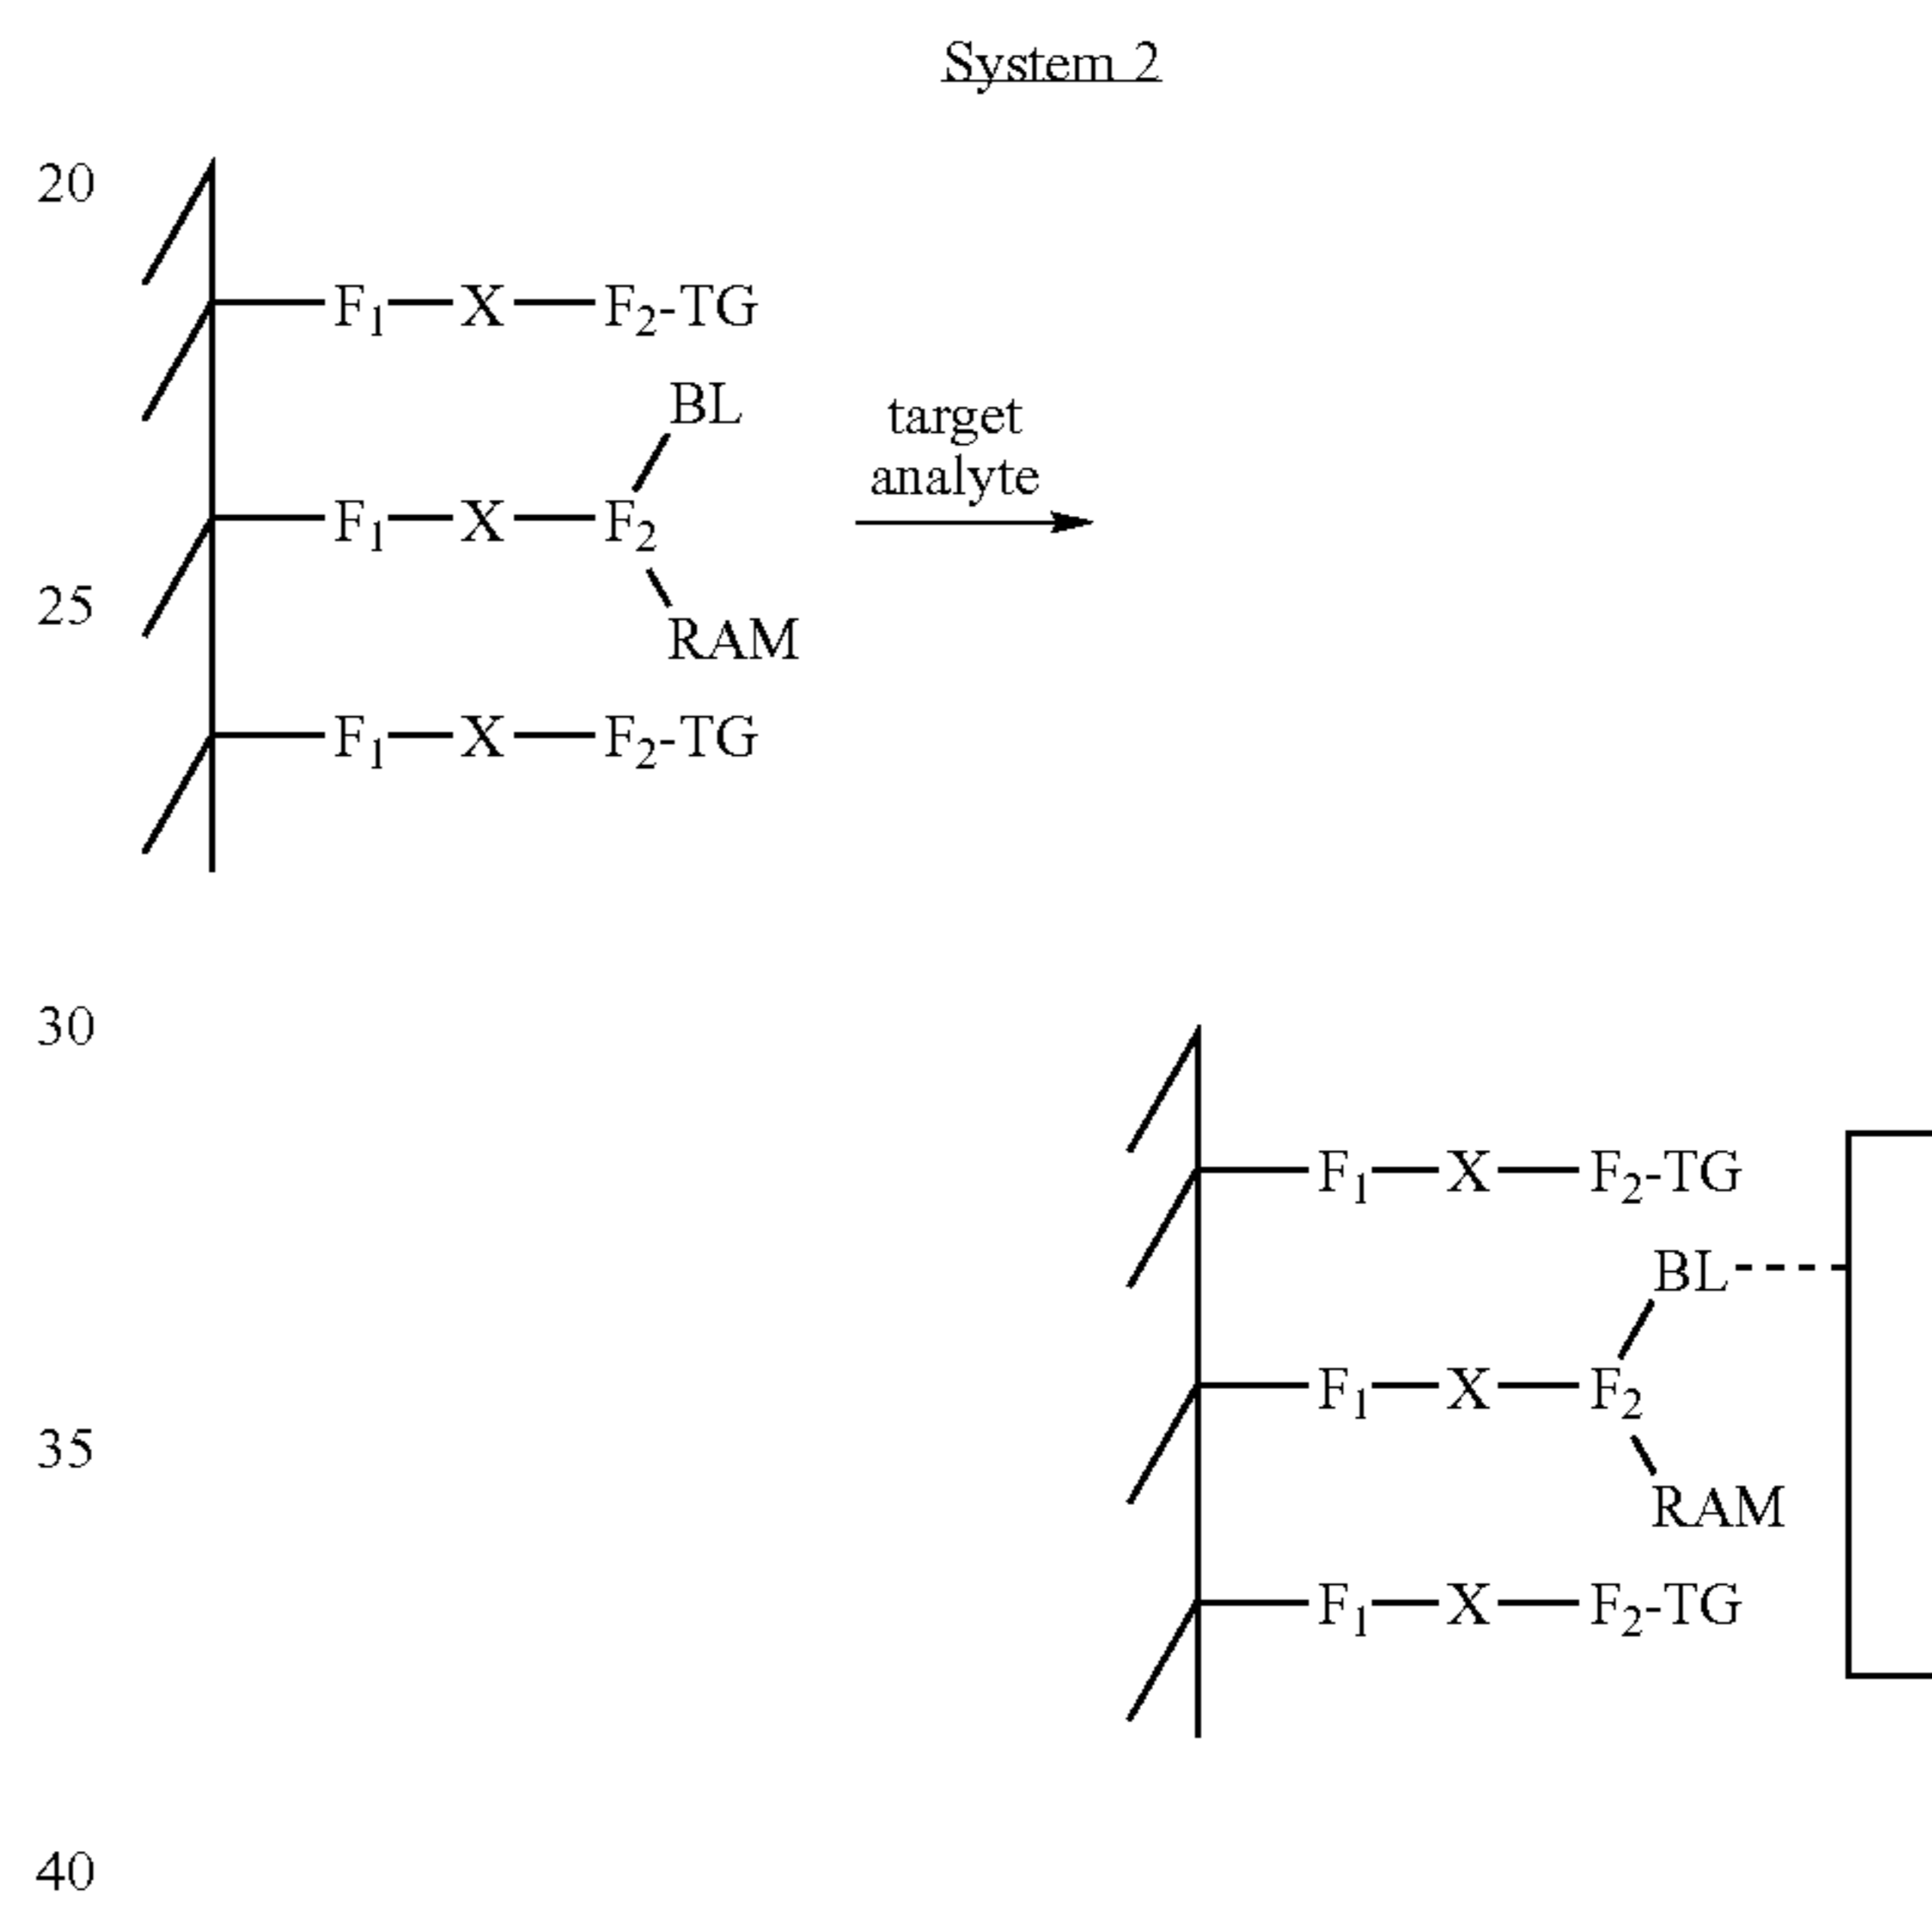 System 2
20
F₁—X—F₂-TG
BL
target
analyte
F₁—X—F₂
25
RAM
F₁—X—F₂-TG
30
F₁—X—F₂-TG
BL
F₁—X—F₂
35
RAM
F₁—X—F₂-TG
40